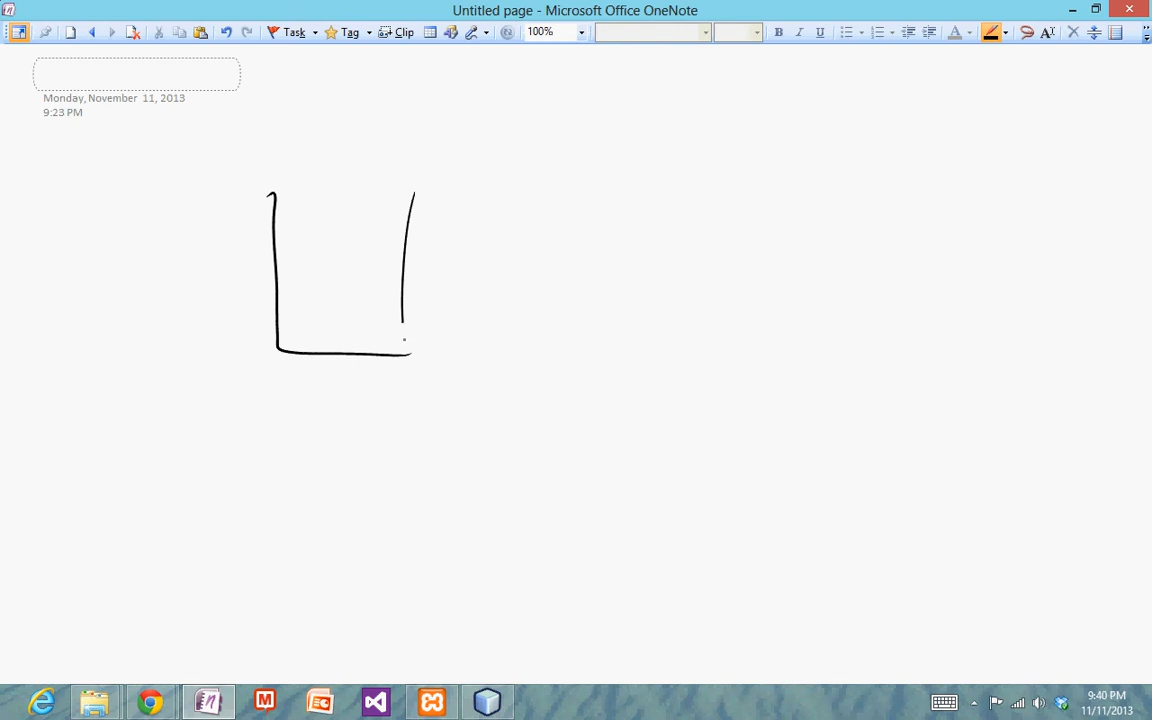 Untitled page - Microsoft Office OneNote
Task Tag Clip 100% B I U A A
Monday, November 11, 2013
9:23 PM
9:40 PM
11/11/2013